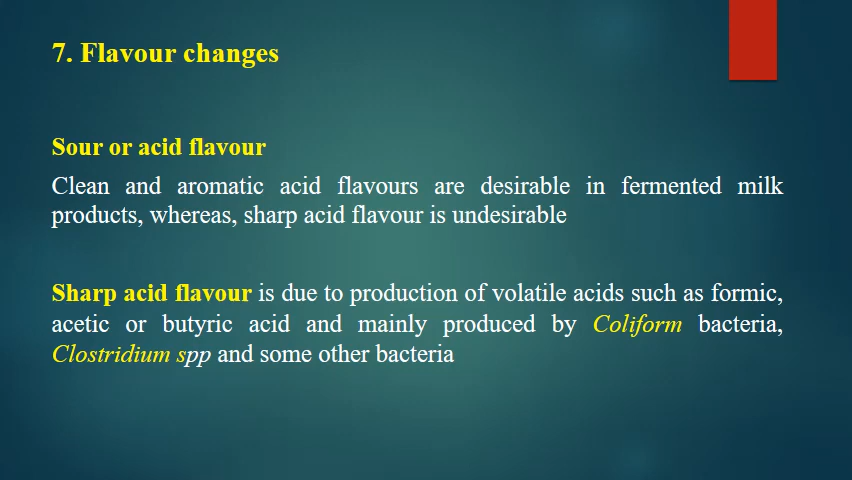 7. Flavour changes
Sour or acid flavour
Clean and aromatic acid flavours are desirable in fermented milk
products, whereas, sharp acid flavour is undesirable
Sharp acid flavour is due to production of volatile acids such as formic,
acetic or butyric acid and mainly produced by Coliform bacteria,
Clostridium spp and some other bacteria